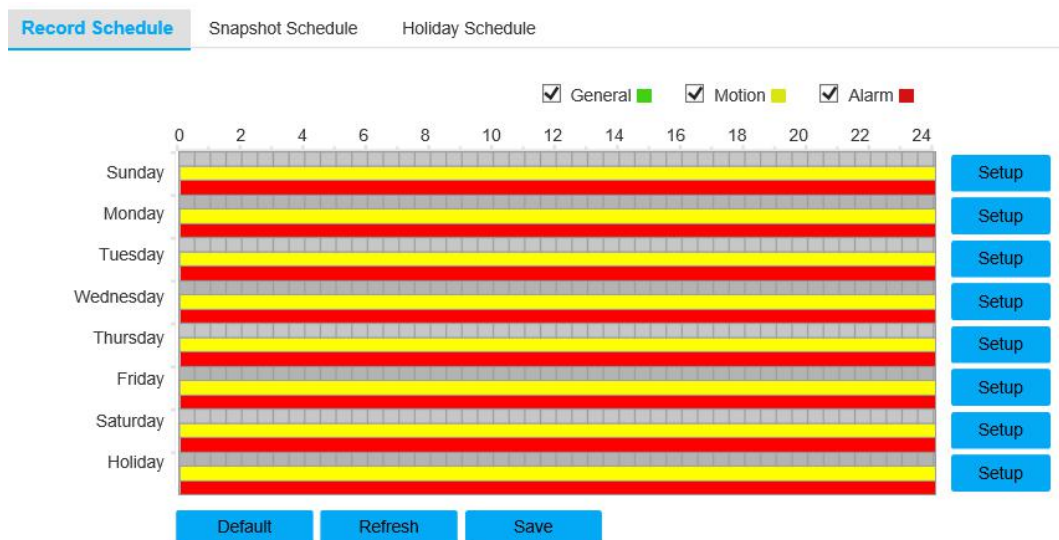 Record Schedule Snapshot Schedule Holiday Schedule
General Motion Alarm
0 2 4 6 8 10 12 14 16 18 20 22 24
Sunday Setup
Monday Setup
Tuesday Setup
Wednesday Setup
Thursday Setup
Friday Setup
Saturday Setup
Holiday Setup
Default Refresh Save